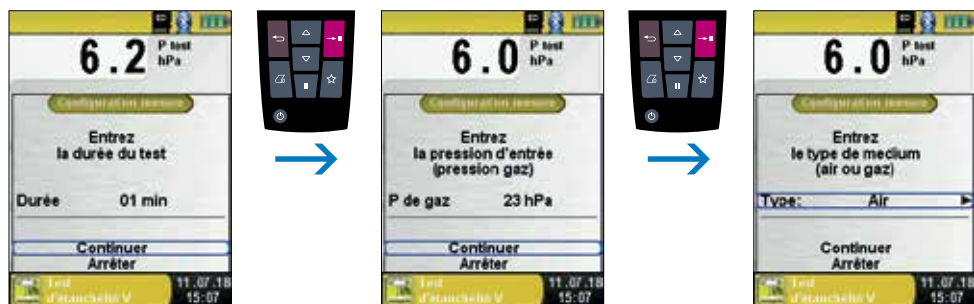 6.2 P test
hPa
Configuration mesure
Entrez
la durée du test
Durée 01 min
Continuer
Arrêter
Test
d'étanchéité V
11.07.18
15:07
6.0 P test
hPa
Configuration mesure
Entrez
la pression d'entrée
(pression gaz)
P de gaz 23 hPa
Continuer
Arrêter
Test
d'étanchéité V
11.07.18
15:07
6.0 P test
hPa
Configuration mesure
Entrez
le type de medium
(air ou gaz)
Type: Air
Continuer
Arrêter
Test
d'étanchéité V
11.07.18
15:07